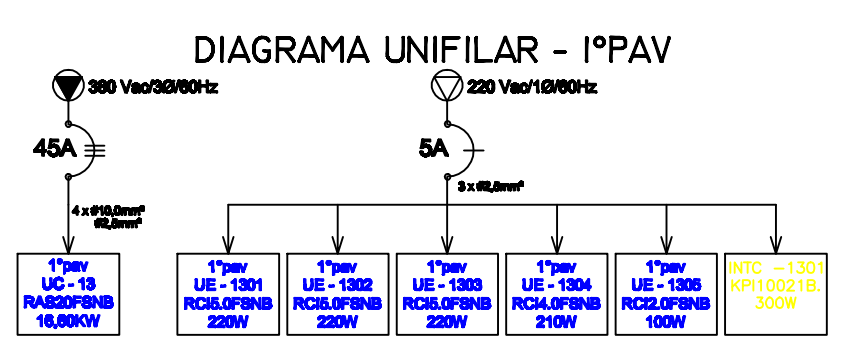 DIAGRAMA UNIFILAR - 1°PAV
380 Vac/3Ø/60Hz
220 Vac/1Ø/60Hz
45A
5A
3 x #2,5mm²
4 x #10,0mm²
#2,5mm²
1°pav
UC - 13
RAS20FSNB
16,60KW
1°pav
UE - 1301
RCI5.0FSNB
220W
1°pav
UE - 1302
RCI5.0FSNB
220W
1°pav
UE - 1303
RCI5.0FSNB
220W
1°pav
UE - 1304
RCI4.0FSNB
210W
1°pav
UE - 1305
RCI2.0FSNB
100W
INTC -1301
KPI10021B.
300W